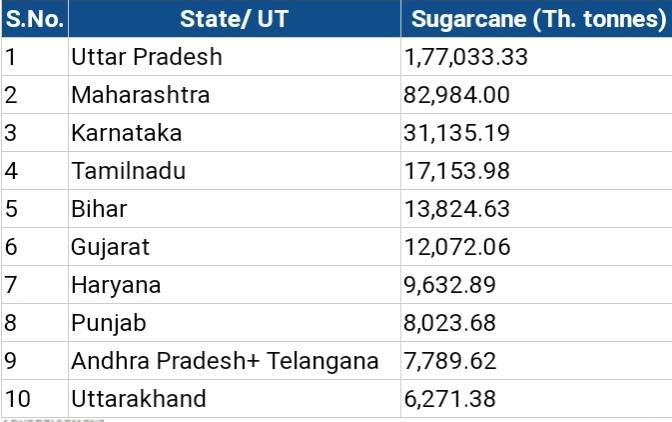 S.No. State/ UT Sugarcane (Th. tonnes)
1 Uttar Pradesh 1,77,033.33
2 Maharashtra 82,984.00
3 Karnataka 31,135.19
4 Tamilnadu 17,153.98
5 Bihar 13,824.63
6 Gujarat 12,072.06
7 Haryana 9,632.89
8 Punjab 8,023.68
9 Andhra Pradesh+ Telangana 7,789.62
10 Uttarakhand 6,271.38